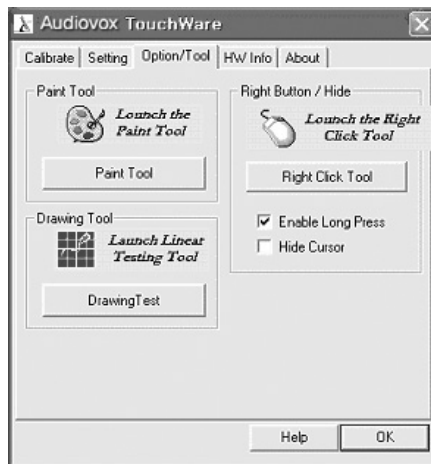 Audiovox TouchWare
Calibrate Setting Option/Tool HW Info About
Paint Tool
Lounch the
Paint Tool
Paint Tool
Drawing Tool
Launch Linear
Testing Tool
DrawingTest
Right Button / Hide
Lounch the Right
Click Tool
Right Click Tool
Enable Long Press
Hide Cursor
Help OK